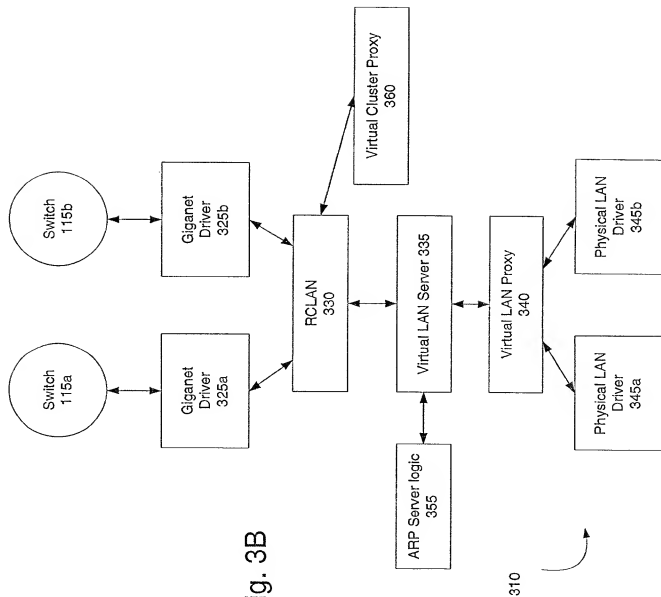 Switch
115a
Switch
115b
Giganet
Driver
325a
Giganet
Driver
325b
RCLAN
330
Virtual Cluster Proxy
360
ig. 3B
ARP Server logic
355
Virtual LAN Server 335
Virtual LAN Proxy
340
310
Physical LAN
Driver
345a
Physical LAN
Driver
345b